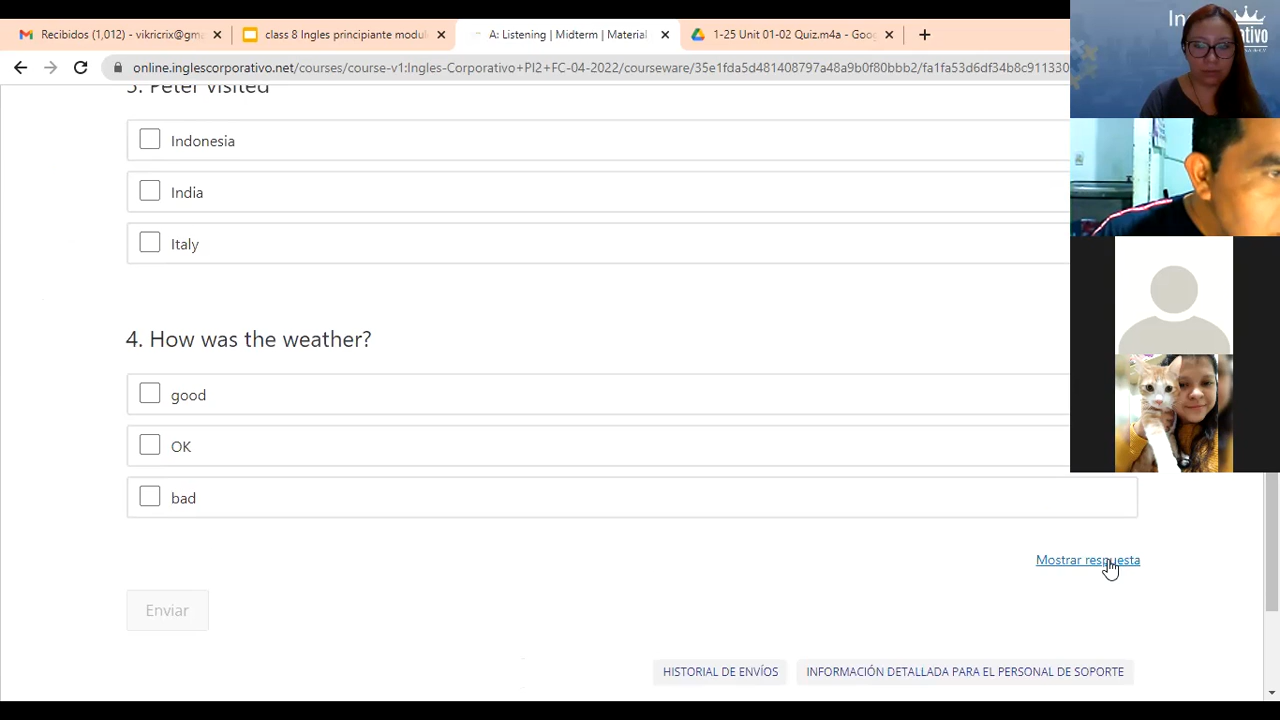 Recibidos (1,012) - vikricrix@gm
class 8 Ingles principiante modu
A: Listening | Midterm | Material
1-25 Unit 01-02 Quizim4a - Goo
online.inglescorporativo.net/courses/course-v1:Ingles-Corporativo+PI2+FC-04-2022/courseware/35e1fda5d481408797a48a9b0f80bbb2/fa1fa53d6df34b8c911330
3. Peter visited
Indonesia
India
Italy
4. How was the weather?
good
OK
bad
Mostrar respuesta
Enviar
HISTORIAL DE ENVÍOS
INFORMACIÓN DETALLADA PARA EL PERSONAL DE SOPORTE